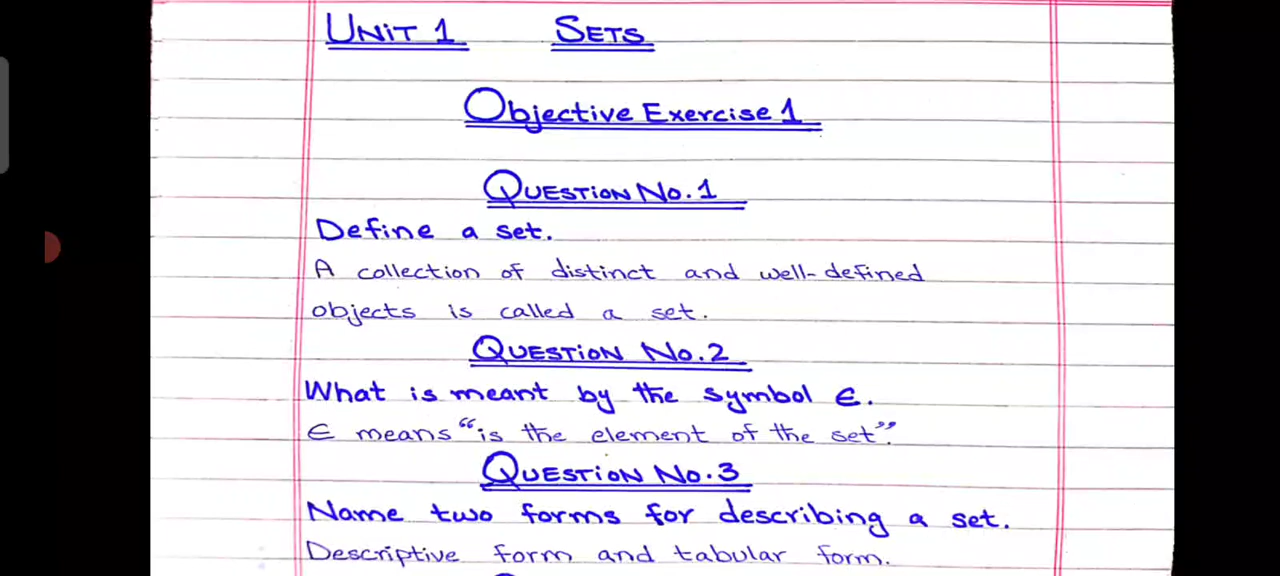 UNIT 1 SETS
Objective Exercise 1
QUESTION NO.1
Define a set.
A collection of distinct and well-defined
objects is called a set.
QUESTION NO.2
What is meant by the symbol ∈.
∈ means “is the element of the set”.
QUESTION NO.3
Name two forms for describing a set.
Descriptive form and tabular form.